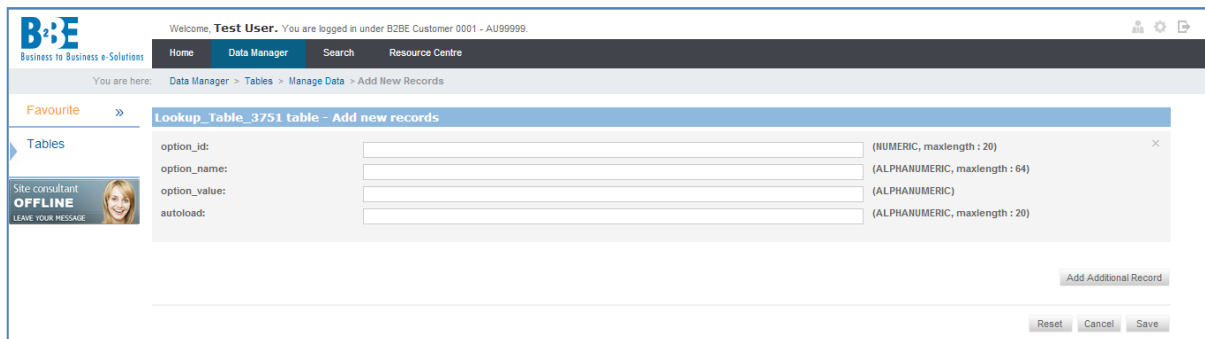 B2BE
Business to Business e-Solutions
Welcome, Test User. You are logged in under B2BE Customer 0001 - AU99999.
Home Data Manager Search Resource Centre
You are here: Data Manager > Tables > Manage Data > Add New Records
Favourite »
Tables
Site consultant
OFFLINE
LEAVE YOUR MESSAGE
Lookup_Table_3751 table - Add new records
option_id: (NUMERIC, maxlength : 20) ×
option_name: (ALPHANUMERIC, maxlength : 64)
option_value: (ALPHANUMERIC)
autoload: (ALPHANUMERIC, maxlength : 20)
Add Additional Record
Reset Cancel Save